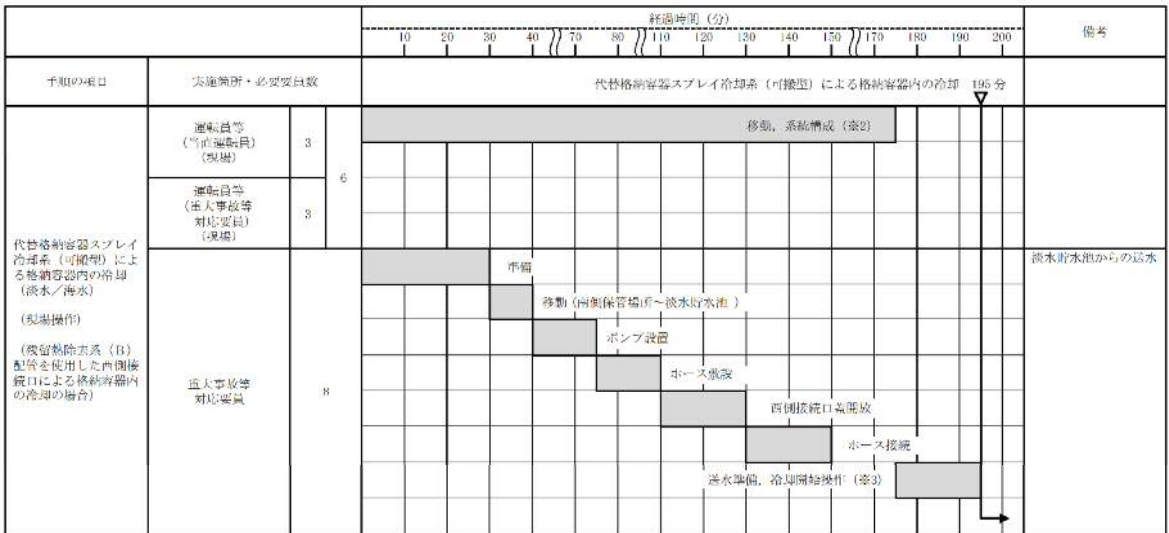 経過時間(分)
備考
10 20 30 40 70 80 110 120 130 140 150 170 190 200
手順の項目
実施箇所・必要要員数
代替格納容器スプレイ冷却系(可搬型)による格納容器内の冷却 195分
運転員等
(当直運転員)
(現場)
3
移動,系統構成(※2)
6
運転員等
(重大事故等
対応要員)
(現場)
3
代替格納容器スプレイ
冷却系(可搬型)によ
る格納容器内の冷却
(淡水/海水)
(現場操作)
(残留熱除去系(B)
配管を使用した西側接
続口による格納容器内
の冷却の場合)
重大事故等
対応要員
8
準備
移動(南側保管場所~淡水貯水池)
ポンプ設置
ホース敷設
西側接続口蓋開放
ホース接続
送水準備,冷却開始操作(※3)
淡水貯水池からの送水